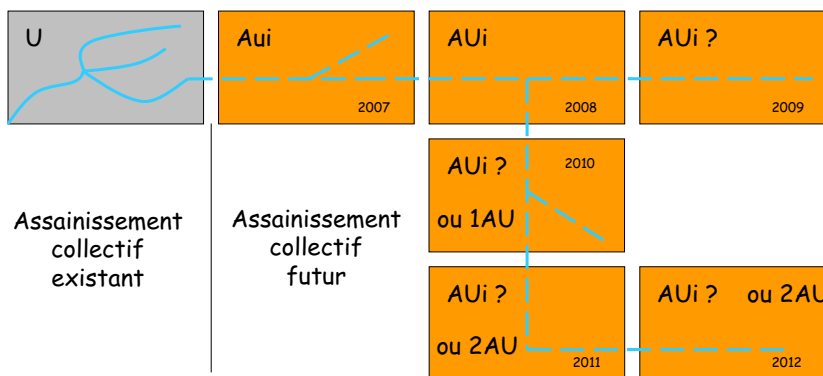 U
Aui
2007
AUi
2008
AUi ?
2009
Assainissement
collectif
existant
Assainissement
collectif
futur
AUi ?
2010
ou 1AU
AUi ?
ou 2AU
2011
AUi ? ou 2AU
2012